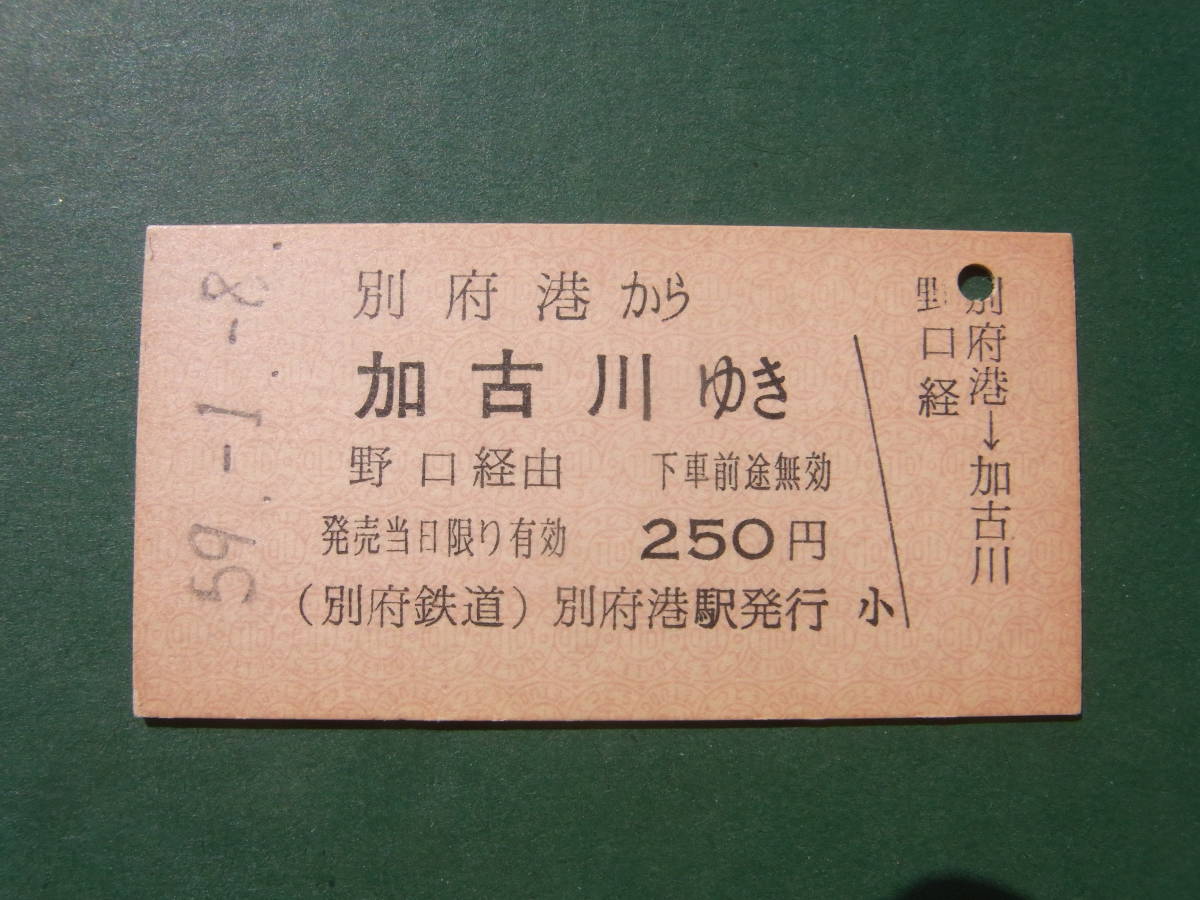 59.-1.-8.
別府港から
加古川ゆき
野口経由 下車前途無効
発売当日限り有効 250円
(別府鉄道) 別府港駅発行 小
別府港→加古川
野口経